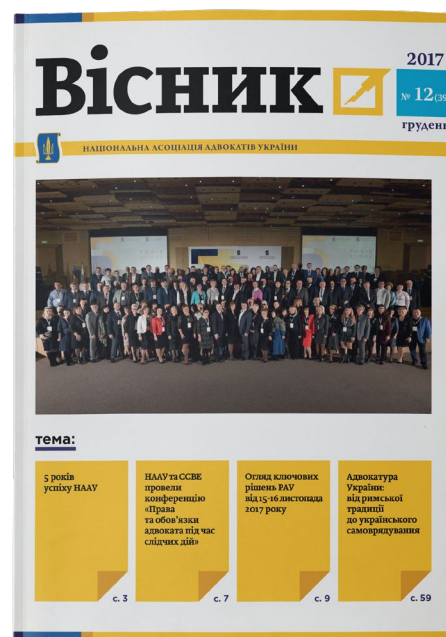 Вісник
2017
№ 12(39)
грудень
НАЦІОНАЛЬНА АСОЦІАЦІЯ АДВОКАТІВ УКРАЇНИ
тема:
5 років
успіху НААУ
с. 3
НААУ та ССВЕ
провели
конференцію
«Права
та обов'язки
адвоката під час
слідчих дій»
с. 7
Огляд ключових
рішень РАУ
від 15-16 листопада
2017 року
с. 9
Адвокатура
України:
від римської
традиції
до українського
самоврядування
с. 59